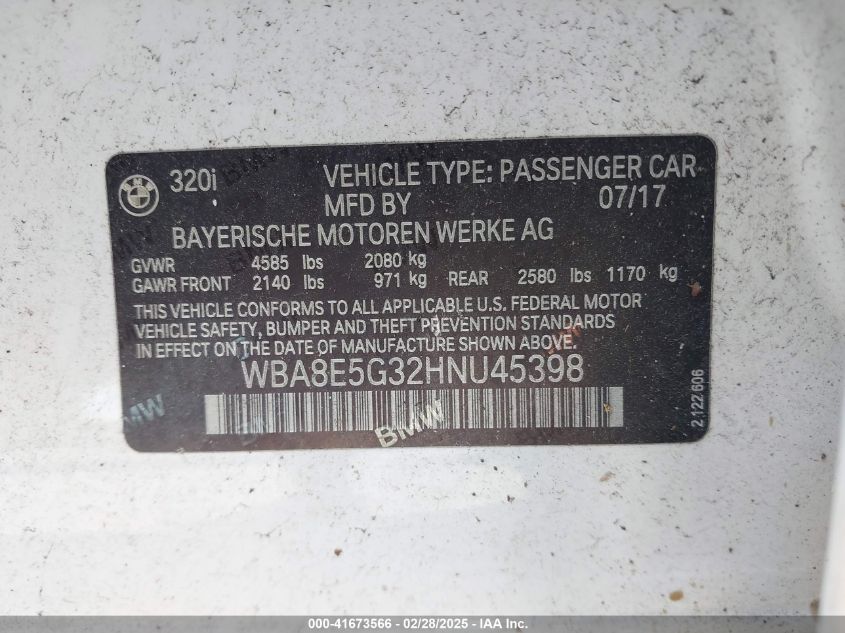 BMW 320i VEHICLE TYPE: PASSENGER CAR
MFD BY 07/17
BAYERISCHE MOTOREN WERKE AG
GVWR 4585 lbs 2080 kg
GAWR FRONT 2140 lbs 971 kg REAR 2580 lbs 1170 kg
THIS VEHICLE CONFORMS TO ALL APPLICABLE U.S. FEDERAL MOTOR
VEHICLE SAFETY, BUMPER AND THEFT PREVENTION STANDARDS
IN EFFECT ON THE DATE OF MANUFACTURE SHOWN ABOVE.
WBA8E5G32HNU45398
BMW
BMW
2 122 606
000-41673566 - 02/28/2025 - IAA, Inc.